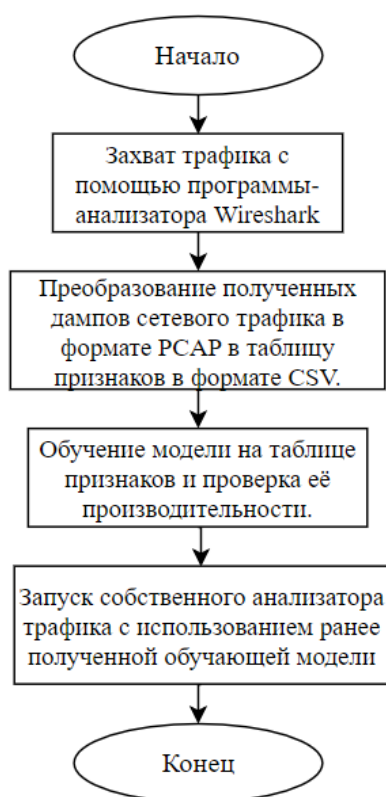 Начало
Захват трафика с
помощью программы-
анализатора Wireshark
Преобразование полученных
дампов сетевого трафика в
формате PCAP в таблицу
признаков в формате CSV.
Обучение модели на таблице
признаков и проверка её
производительности.
Запуск собственного анализатора
трафика с использованием ранее
полученной обучающей модели
Конец